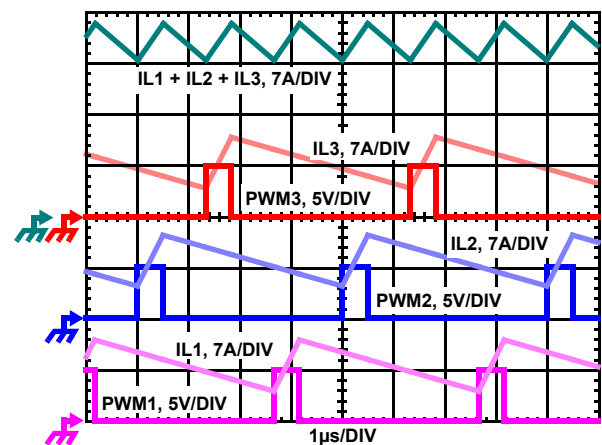 IL1 + IL2 + IL3, 7A/DIV
IL3, 7A/DIV
PWM3, 5V/DIV
IL2, 7A/DIV
PWM2, 5V/DIV
IL1, 7A/DIV
PWM1, 5V/DIV
1µs/DIV